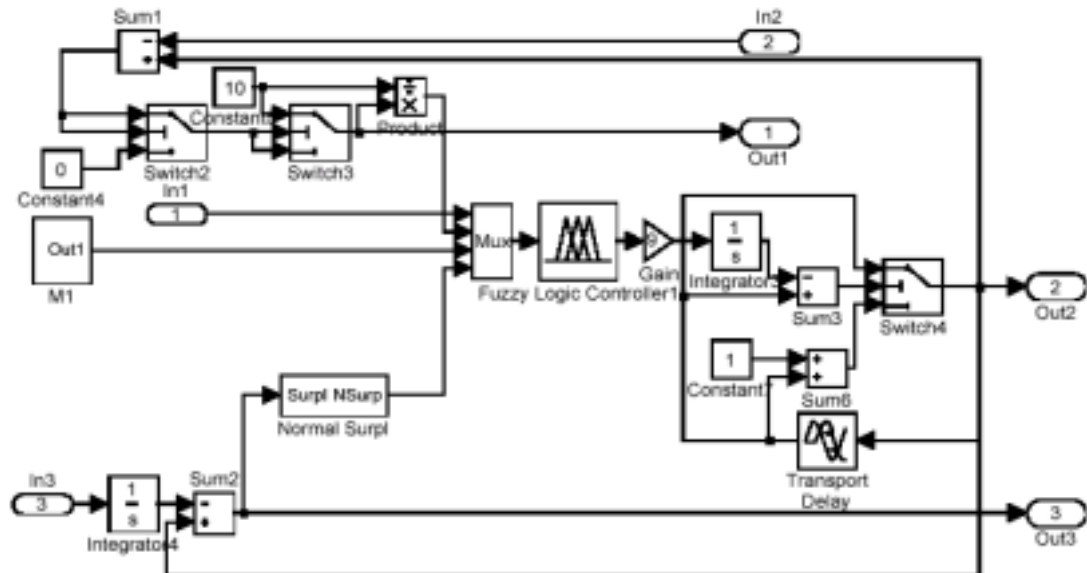 Sum1
In2
2
10
Constant
Product
1
Out1
0
Constant4
Switch2
Switch3
In1
1
Out1
M1
Mux
Fuzzy Logic Controller1
Gain
1
s
Integrator
Sum3
Switch4
2
Out2
1
Constant7
Sum6
Surpl NSurp
Normal Surpl
Transport
Delay
In3
3
1
s
Integrator4
Sum2
3
Out3